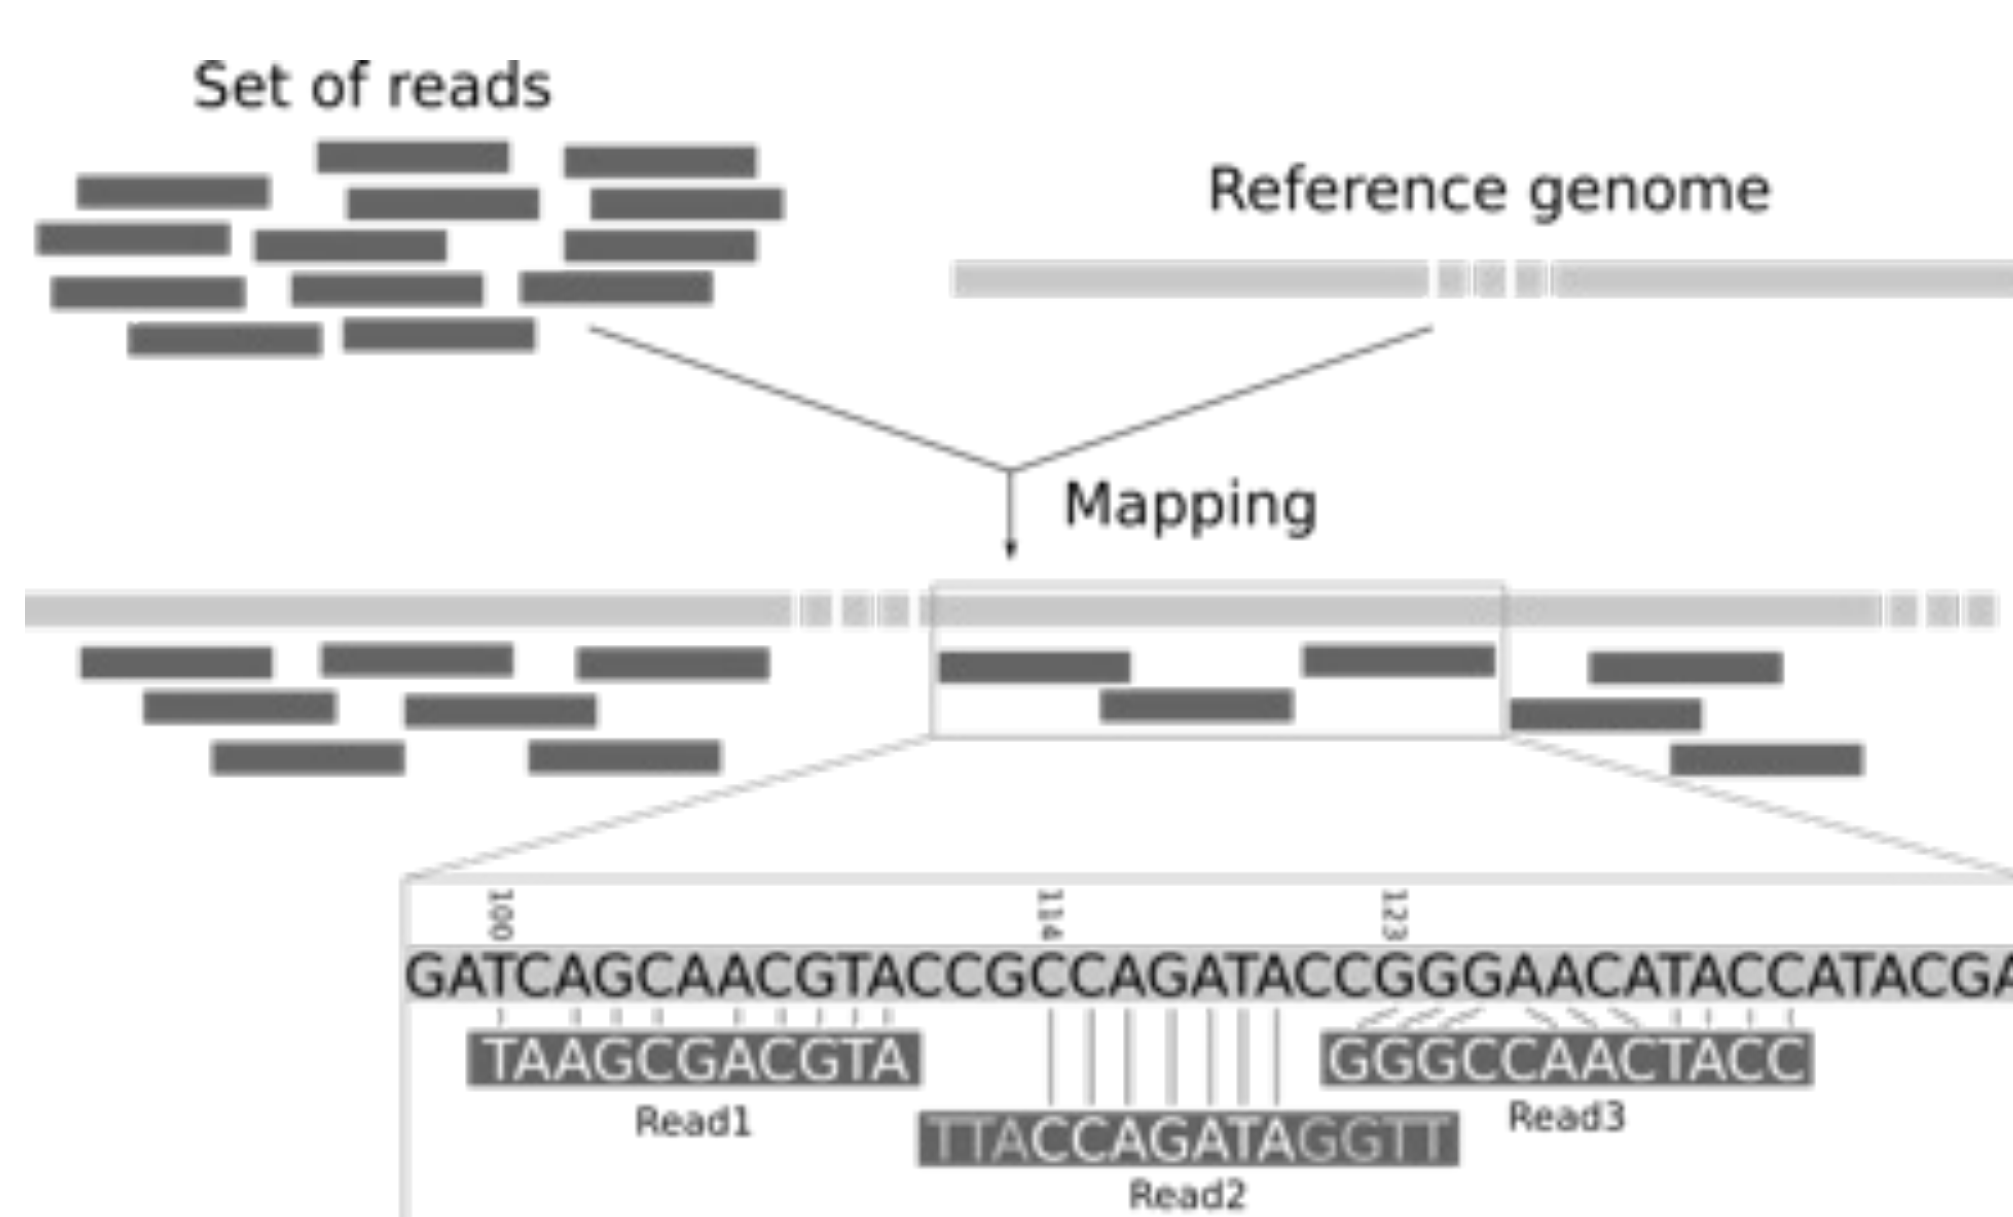 Set of reads
Reference genome
Mapping
100 114 123
GATCAGCAACGTACCGCCAGATACCGGGAACATACCATACGA
TAAGCGACGTA
GGGCCAACTACC
Read1
Read3
TTACCAGATAGGTT
Read2